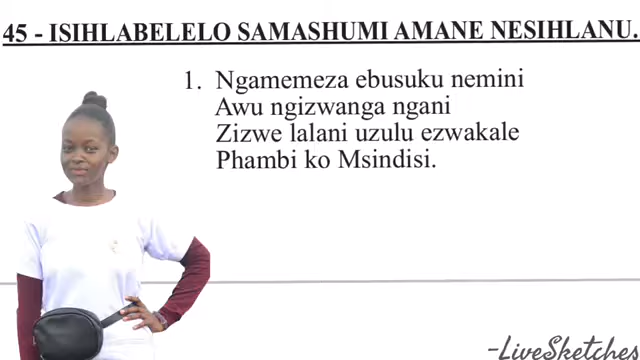 45 - ISIHLABELELO SAMASHUMI AMANE NESIHLANU.
1. Ngamemeza ebusuku nemini
Awu ngizwanga ngani
Zizwe lalani uzulu ezwakale
Phambi ko Msindisi.
-LiveSketches